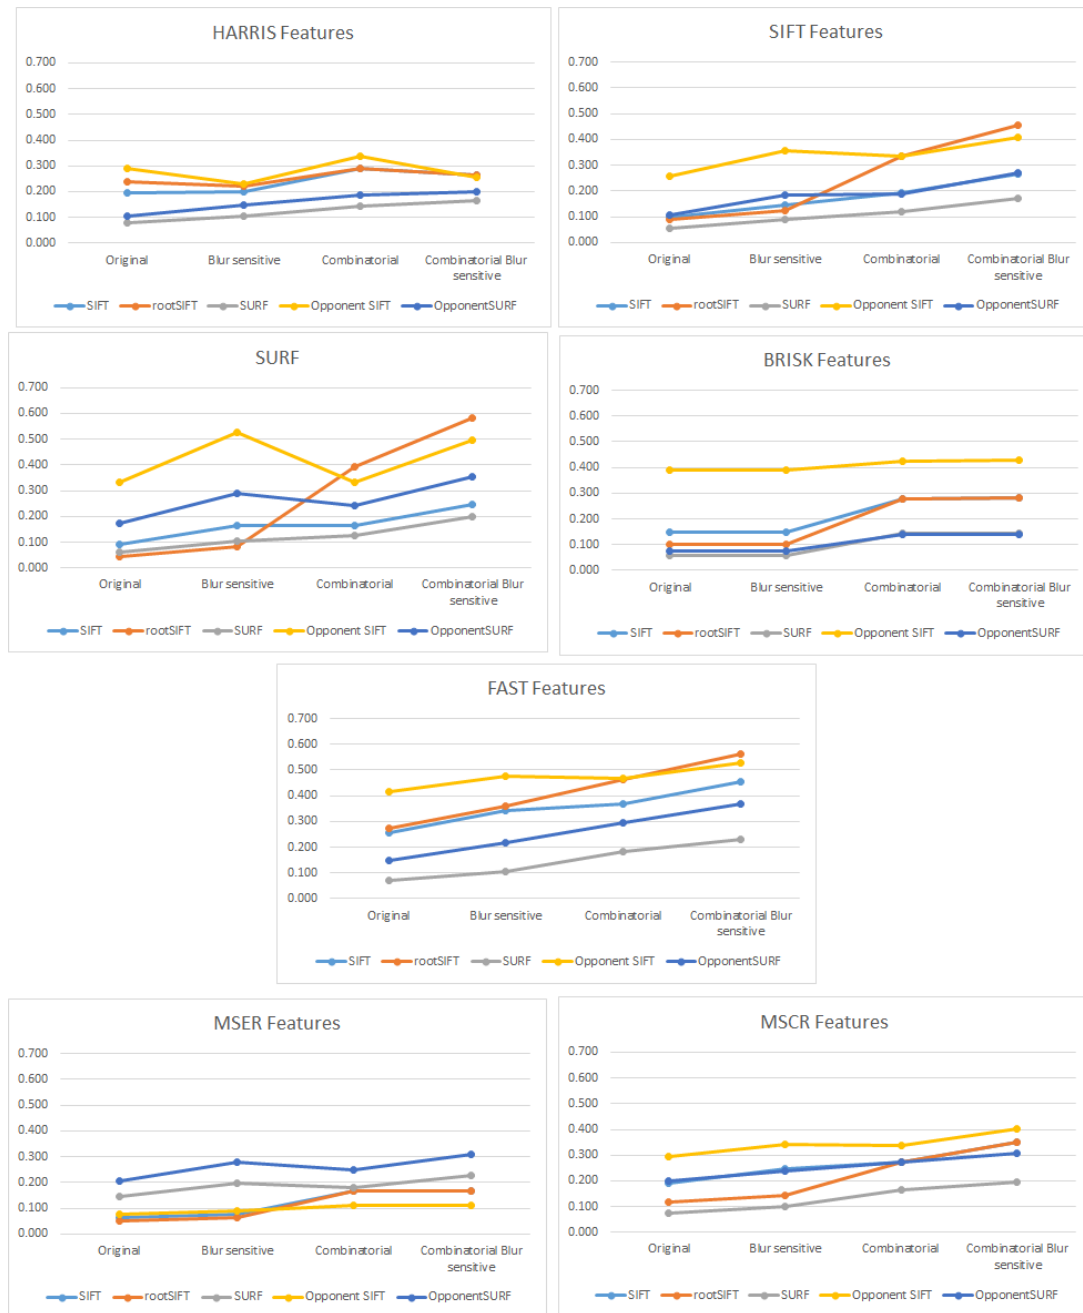 HARRIS Features
0.700
0.600
0.500
0.400
0.300
0.200
0.100
0.000
Original Blur sensitive Combinatorial Combinatorial Blur
sensitive
SIFT rootSIFT SURF Opponent SIFT OpponentSURF
SIFT Features
0.700
0.600
0.500
0.400
0.300
0.200
0.100
0.000
Original Blur sensitive Combinatorial Combinatorial Blur
sensitive
SIFT rootSIFT SURF Opponent SIFT OpponentSURF
SURF
0.700
0.600
0.500
0.400
0.300
0.200
0.100
0.000
Original Blur sensitive Combinatorial Combinatorial Blur
sensitive
SIFT rootSIFT SURF Opponent SIFT OpponentSURF
BRISK Features
0.700
0.600
0.500
0.400
0.300
0.200
0.100
0.000
Original Blur sensitive Combinatorial Combinatorial Blur
sensitive
SIFT rootSIFT SURF Opponent SIFT OpponentSURF
FAST Features
0.700
0.600
0.500
0.400
0.300
0.200
0.100
0.000
Original Blur sensitive Combinatorial Combinatorial Blur
sensitive
SIFT rootSIFT SURF Opponent SIFT OpponentSURF
MSER Features
0.700
0.600
0.500
0.400
0.300
0.200
0.100
0.000
Original Blur sensitive Combinatorial Combinatorial Blur
sensitive
SIFT rootSIFT SURF Opponent SIFT OpponentSURF
MSCR Features
0.700
0.600
0.500
0.400
0.300
0.200
0.100
0.000
Original Blur sensitive Combinatorial Combinatorial Blur
sensitive
SIFT rootSIFT SURF Opponent SIFT OpponentSURF